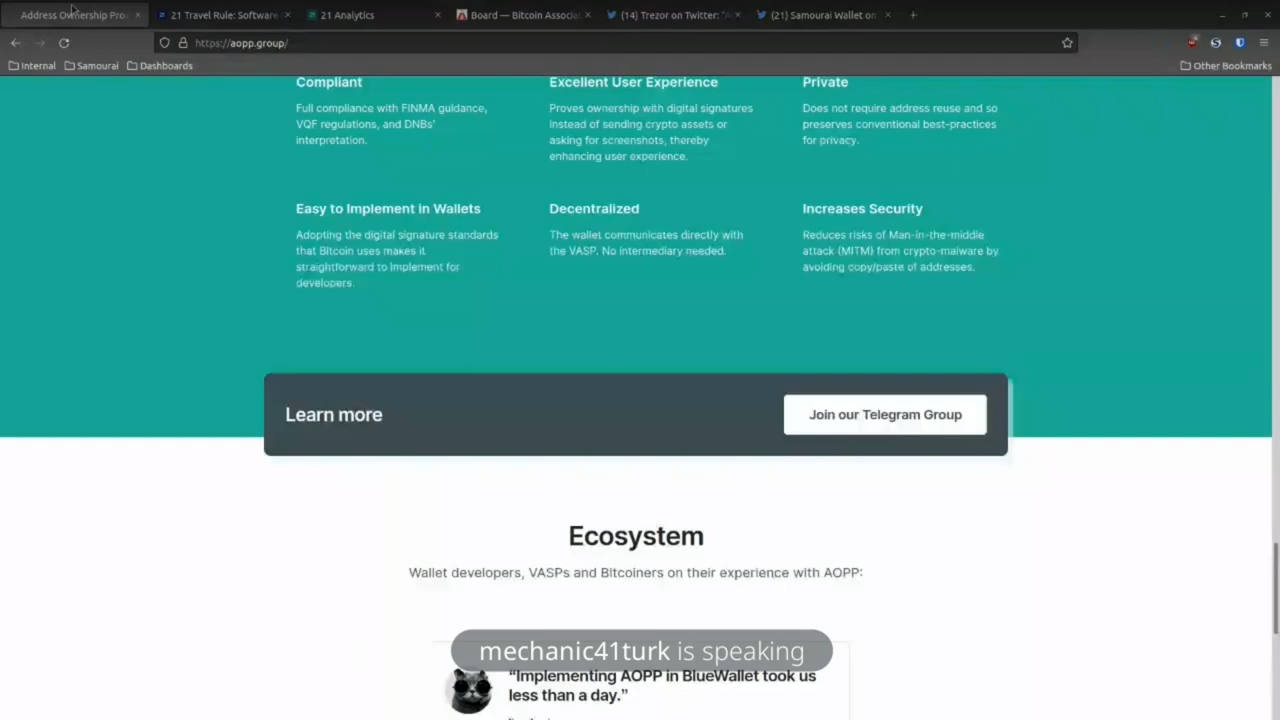 Address Ownership Pro
21 Travel Rule: Software
21 Analytics
Board — Bitcoin Associa
(14) Trezor on Twitter: "A
(21) Samourai Wallet on
https://aopp.group/
Internal
Samourai
Dashboards
Other Bookmarks
Compliant
Full compliance with FINMA guidance,
VQF regulations, and DNBs'
interpretation.
Excellent User Experience
Proves ownership with digital signatures
instead of sending crypto assets or
asking for screenshots, thereby
enhancing user experience.
Private
Does not require address reuse and so
preserves conventional best-practices
for privacy.
Easy to Implement in Wallets
Adopting the digital signature standards
that Bitcoin uses makes it
straightforward to implement for
developers.
Decentralized
The wallet communicates directly with
the VASP. No intermediary needed.
Increases Security
Reduces risks of Man-in-the-middle
attack (MITM) from crypto-malware by
avoiding copy/paste of addresses.
Learn more
Join our Telegram Group
Ecosystem
Wallet developers, VASPs and Bitcoiners on their experience with AOPP:
mechanic41turk is speaking
“Implementing AOPP in BlueWallet took us
less than a day.”